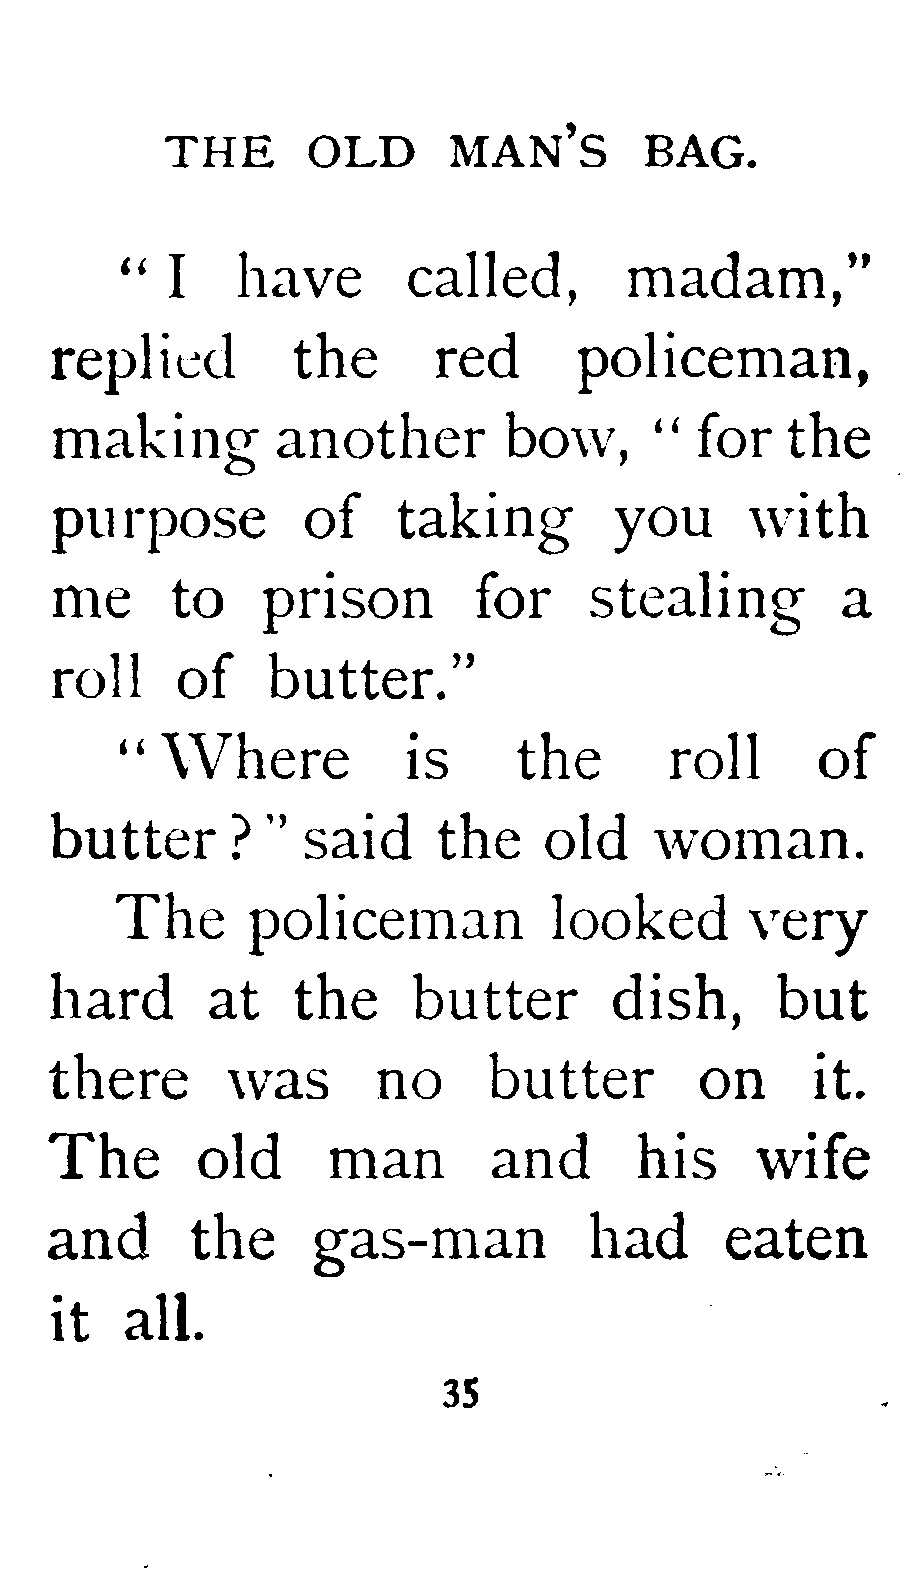 THE OLD MAN'S BAG.
“ I have called, madam,”
replied the red policeman,
making another bow, “ for the
purpose of taking you with
me to prison for stealing a
roll of butter.”
“ Where is the roll of
butter ? ” said the old woman.
The policeman looked very
hard at the butter dish, but
there was no butter on it.
The old man and his wife
and the gas-man had eaten
it all.
35